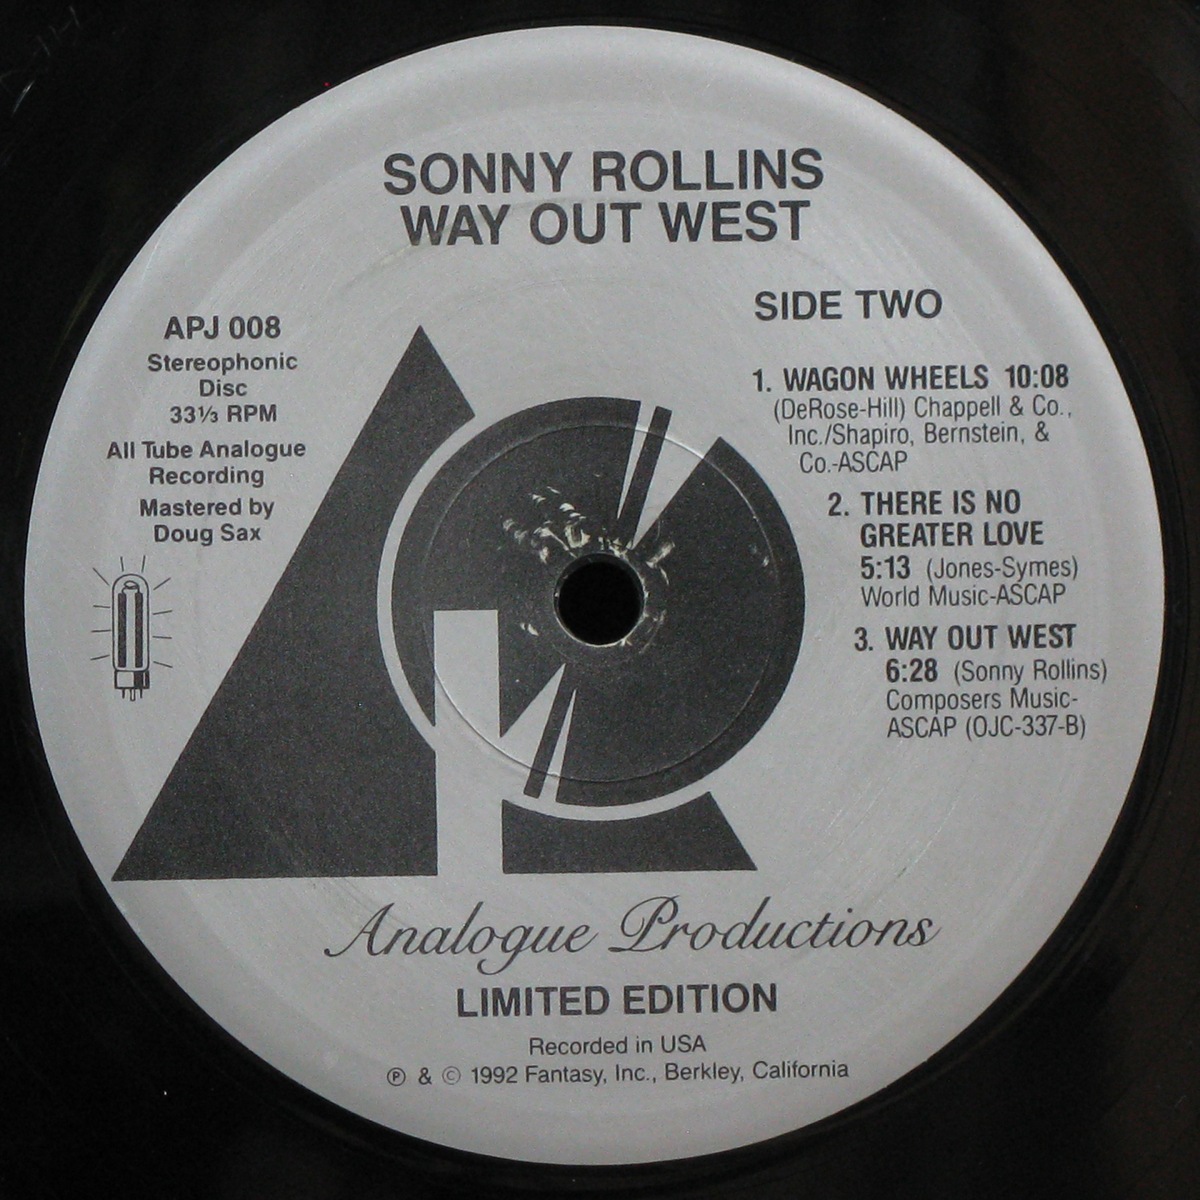 SONNY ROLLINS
WAY OUT WEST
APJ 008
Stereophonic
Disc
33⅓ RPM
All Tube Analogue
Recording
Mastered by
Doug Sax
SIDE TWO
1. WAGON WHEELS 10:08
(DeRose-Hill) Chappell & Co.,
Inc./Shapiro, Bernstein, &
Co.-ASCAP
2. THERE IS NO
GREATER LOVE
5:13 (Jones-Symes)
World Music-ASCAP
3. WAY OUT WEST
6:28 (Sonny Rollins)
Composers Music-
ASCAP (OJC-337-B)
Analogue Productions
LIMITED EDITION
Recorded in USA
℗ & © 1992 Fantasy, Inc., Berkley, California